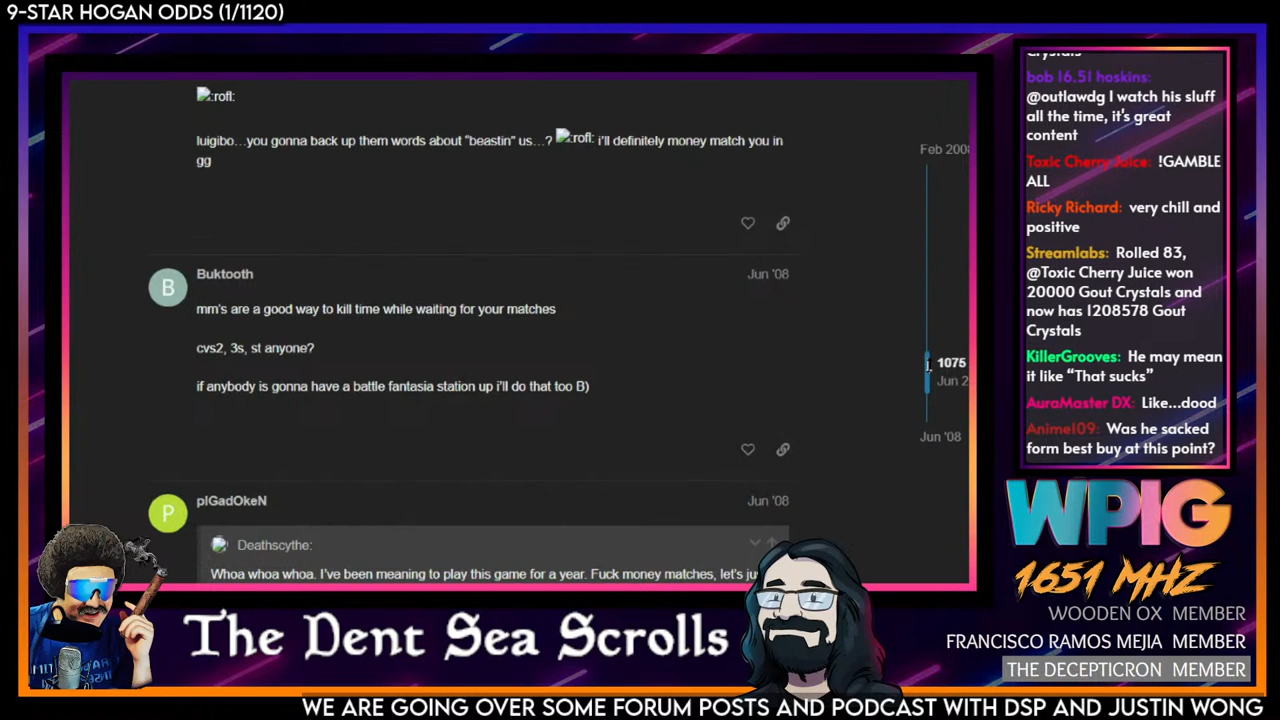 9-STAR HOGAN ODDS (1/1120)
:rofl:
luigibo…you gonna back up them words about “beastin” us…? :rofl: i’ll definitely money match you in
gg
Feb 2008
Buktooth
Jun '08
B
mm's are a good way to kill time while waiting for your matches
cvs2, 3s, st anyone?
if anybody is gonna have a battle fantasia station up i'll do that too B)
1075
Jun 2
Jun '08
pIGadOkeN
Jun '08
P
Deathscythe:
Whoa whoa whoa. I've been meaning to play this game for a year. Fuck money matches, let's
Crystals
bob 16.51 hoskins:
@outlawdg I watch his sluff
all the time, it's great
content
Toxic Cherry Juice: !GAMBLE
ALL
Ricky Richard: very chill and
positive
Streamlabs: Rolled 83,
@Toxic Cherry Juice won
20000 Gout Crystals and
now has 1208578 Gout
Crystals
KillerGrooves: He may mean
it like “That sucks”
AuraMaster DX: Like...dood
Anime109: Was he sacked
form best buy at this point?
WPIG
1651 MHZ
WOODEN OX MEMBER
FRANCISCO RAMOS MEJIA MEMBER
THE DECEPTICRON MEMBER
The Dent Sea Scrolls
WE ARE GOING OVER SOME FORUM POSTS AND PODCAST WITH DSP AND JUSTIN WONG